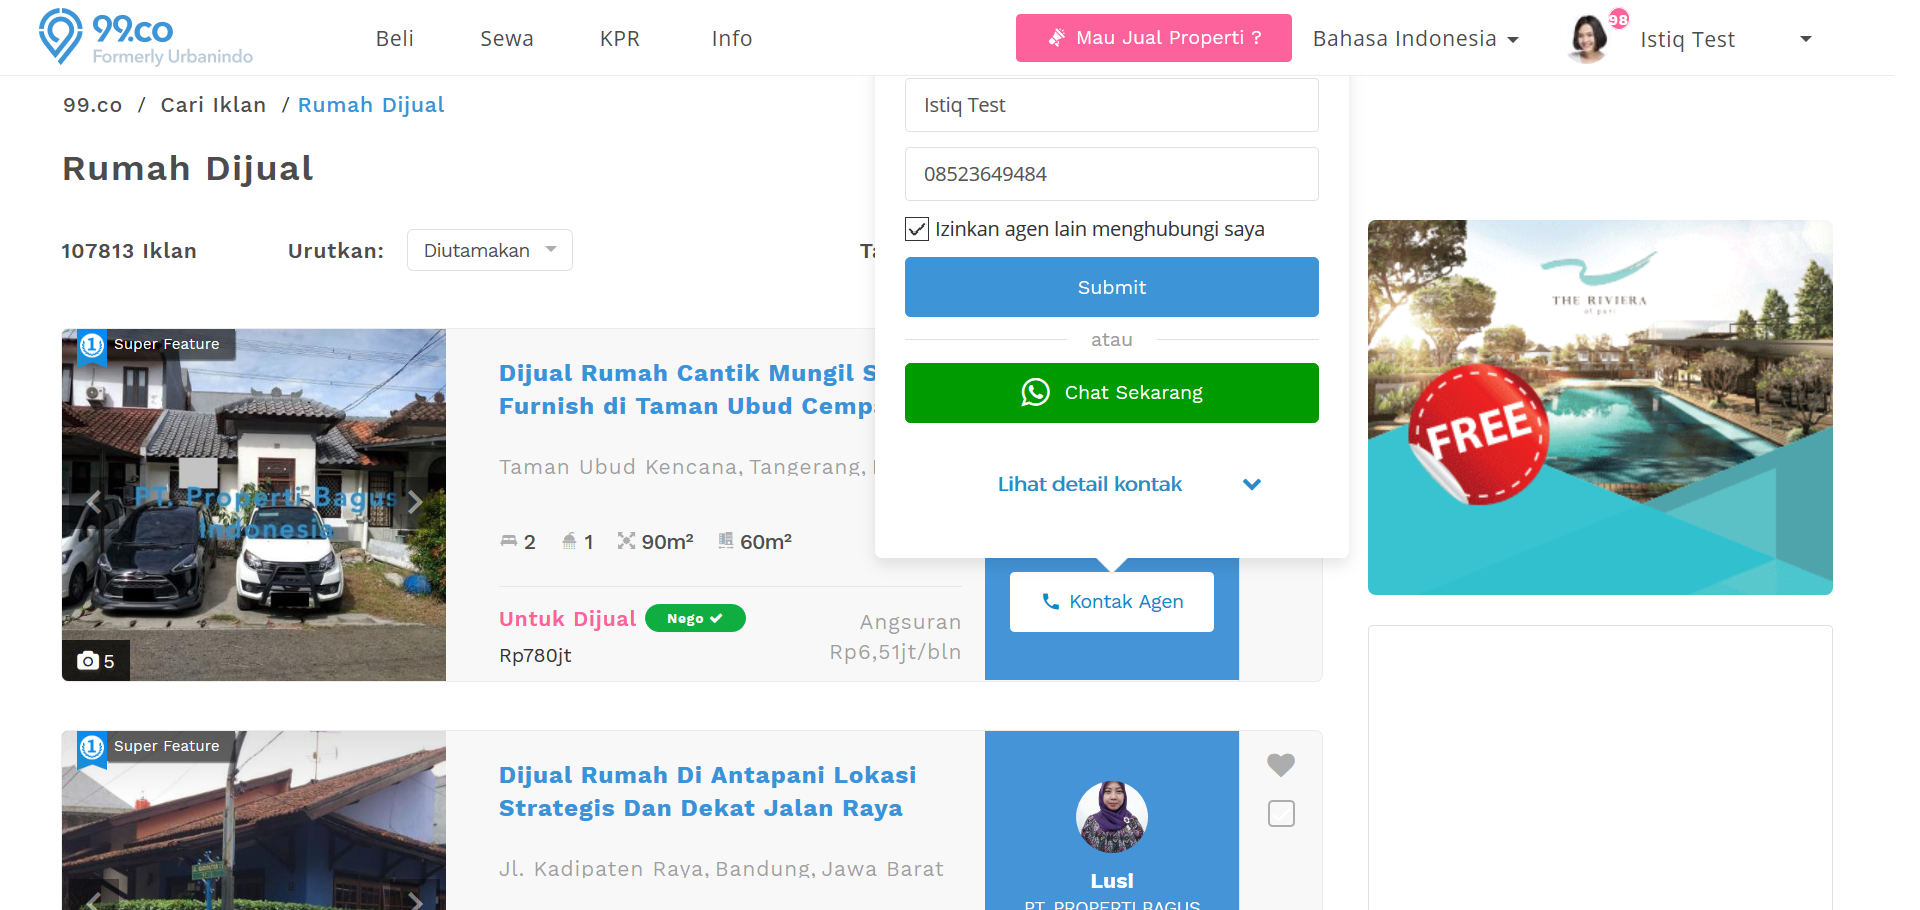 99.co
Formerly Urbanindo
Beli
Sewa
KPR
Info
Mau Jual Properti ?
Bahasa Indonesia
98
Istiq Test
99.co / Cari Iklan / Rumah Dijual
Rumah Dijual
107813 Iklan
Urutkan:
Diutamakan
Istiq Test
08523649484
Izinkan agen lain menghubungi saya
Submit
atau
Chat Sekarang
Lihat detail kontak
Kontak Agen
Super Feature
PT. Properti Bagus
Indonesia
5
Dijual Rumah Cantik Mungil
Furnish di Taman Ubud
Taman Ubud Kencana, Tangerang,
2 1 90m² 60m²
Untuk Dijual
Nego
Rp780jt
Angsuran
Rp6,51jt/bln
THE RIVIERA
FREE
Super Feature
Dijual Rumah Di Antapani Lokasi
Strategis Dan Dekat Jalan Raya
Jl. Kadipaten Raya, Bandung, Jawa Barat
Lusi
PT. PROPERTI BAGUS